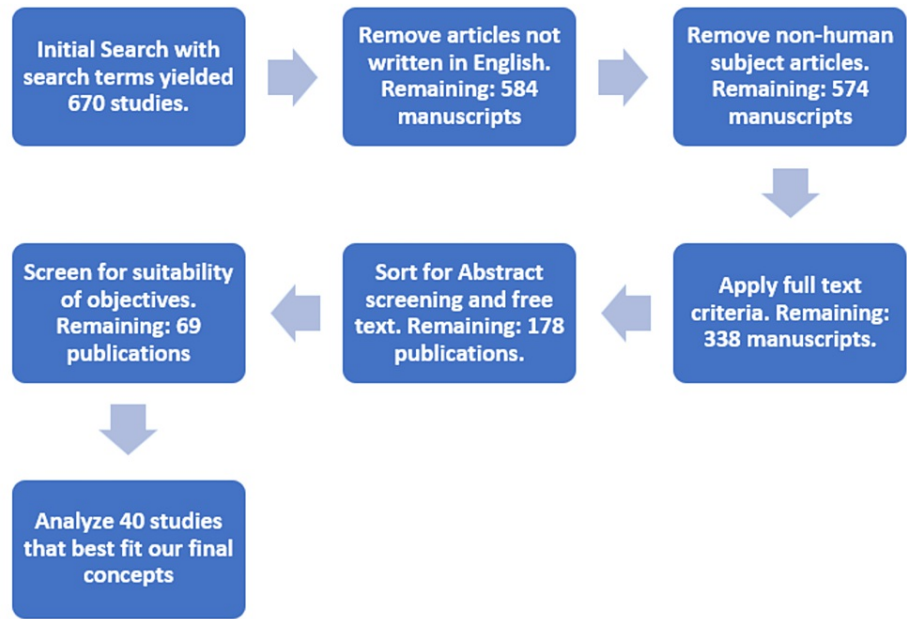 Initial Search with
search terms yielded
670 studies.
Remove articles not
written in English.
Remaining: 584
manuscripts
Remove non-human
subject articles.
Remaining: 574
manuscripts
Apply full text
criteria. Remaining:
338 manuscripts.
Sort for Abstract
screening and free
text. Remaining: 178
publications.
Screen for suitability
of objectives.
Remaining: 69
publications
Analyze 40 studies
that best fit our final
concepts